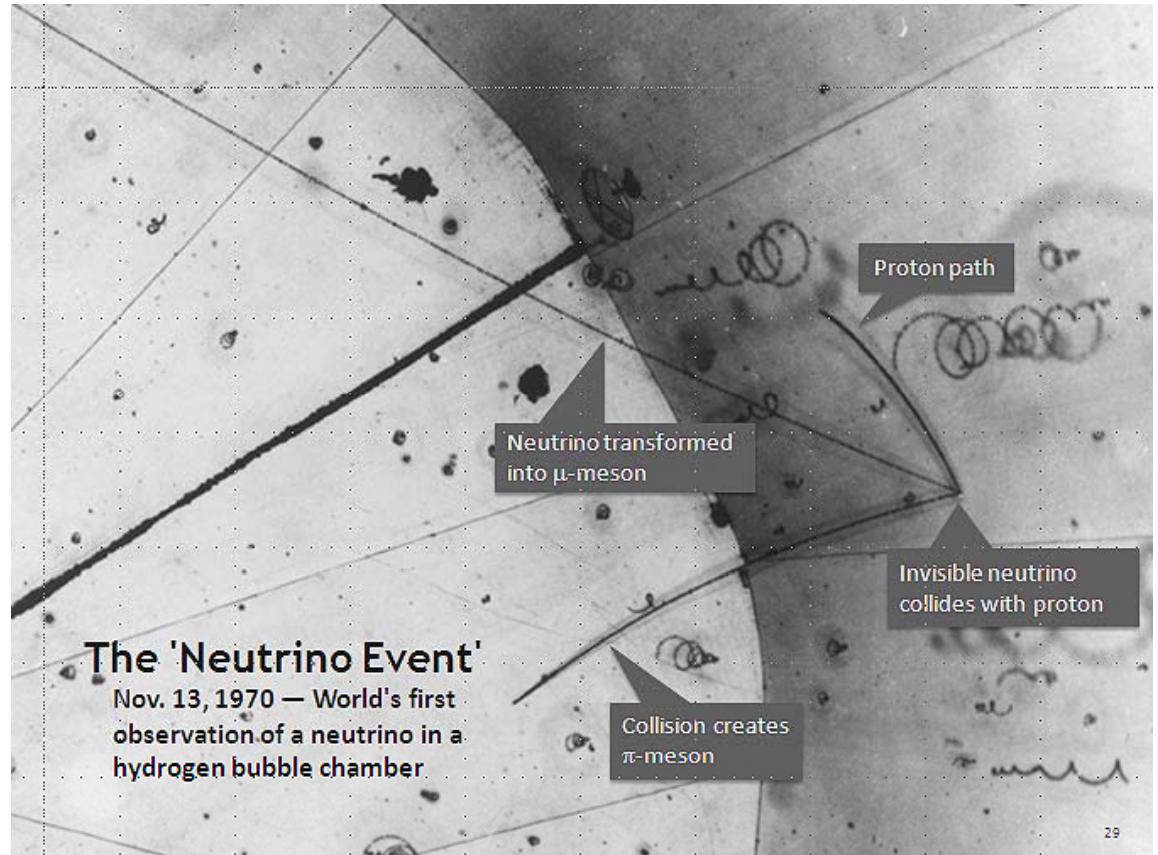 Proton path
Neutrino transformed
into μ-meson
Invisible neutrino
collides with proton
The 'Neutrino Event'
Nov. 13, 1970 — World's first
observation of a neutrino in a
hydrogen bubble chamber
Collision creates
π-meson
29